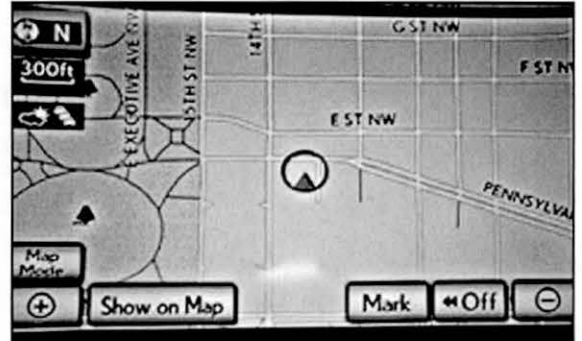 N
G ST NW
300ft
F ST N
E EXECUTIVE AVE NW
15TH ST NW
14TH S
E ST NW
PENNSYLVA
Map
Mode
Show on Map
Mark
Off